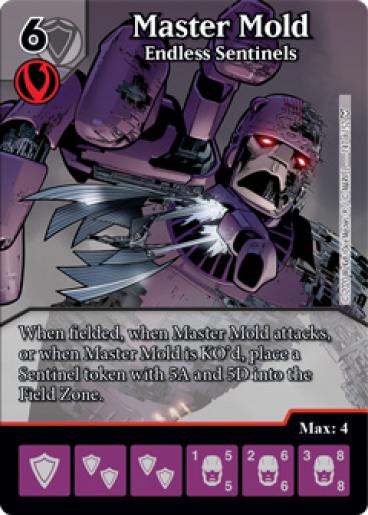 6
Master Mold
Endless Sentinels
When fielded, when Master Mold attacks,
or when Master Mold is KO'd, place a
Sentinel token with 5A and 5D into the
Field Zone.
Max: 4
1 5 5
2 6 6
3 8 8